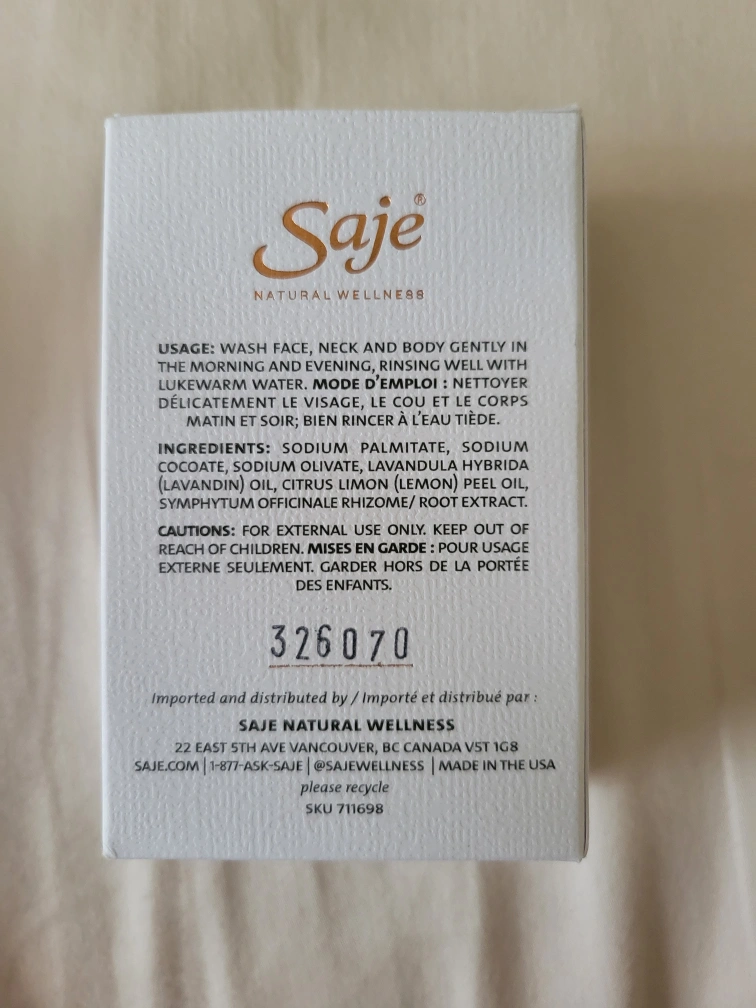 Saje®
NATURAL WELLNESS
USAGE: WASH FACE, NECK AND BODY GENTLY IN
THE MORNING AND EVENING, RINSING WELL WITH
LUKEWARM WATER. MODE D'EMPLOI : NETTOYER
DÉLICATEMENT LE VISAGE, LE COU ET LE CORPS
MATIN ET SOIR; BIEN RINCER À L'EAU TIÈDE.
INGREDIENTS: SODIUM PALMITATE, SODIUM
COCOATE, SODIUM OLIVATE, LAVANDULA HYBRIDA
(LAVANDIN) OIL, CITRUS LIMON (LEMON) PEEL OIL,
SYMPHYTUM OFFICINALE RHIZOME/ ROOT EXTRACT.
CAUTIONS: FOR EXTERNAL USE ONLY. KEEP OUT OF
REACH OF CHILDREN. MISES EN GARDE : POUR USAGE
EXTERNE SEULEMENT. GARDER HORS DE LA PORTÉE
DES ENFANTS.
326070
Imported and distributed by / Importé et distribué par :
SAJE NATURAL WELLNESS
22 EAST 5TH AVE VANCOUVER, BC CANADA V5T 1G8
SAJE.COM | 1-877-ASK-SAJE | @SAJEWELLNESS | MADE IN THE USA
please recycle
SKU 711698